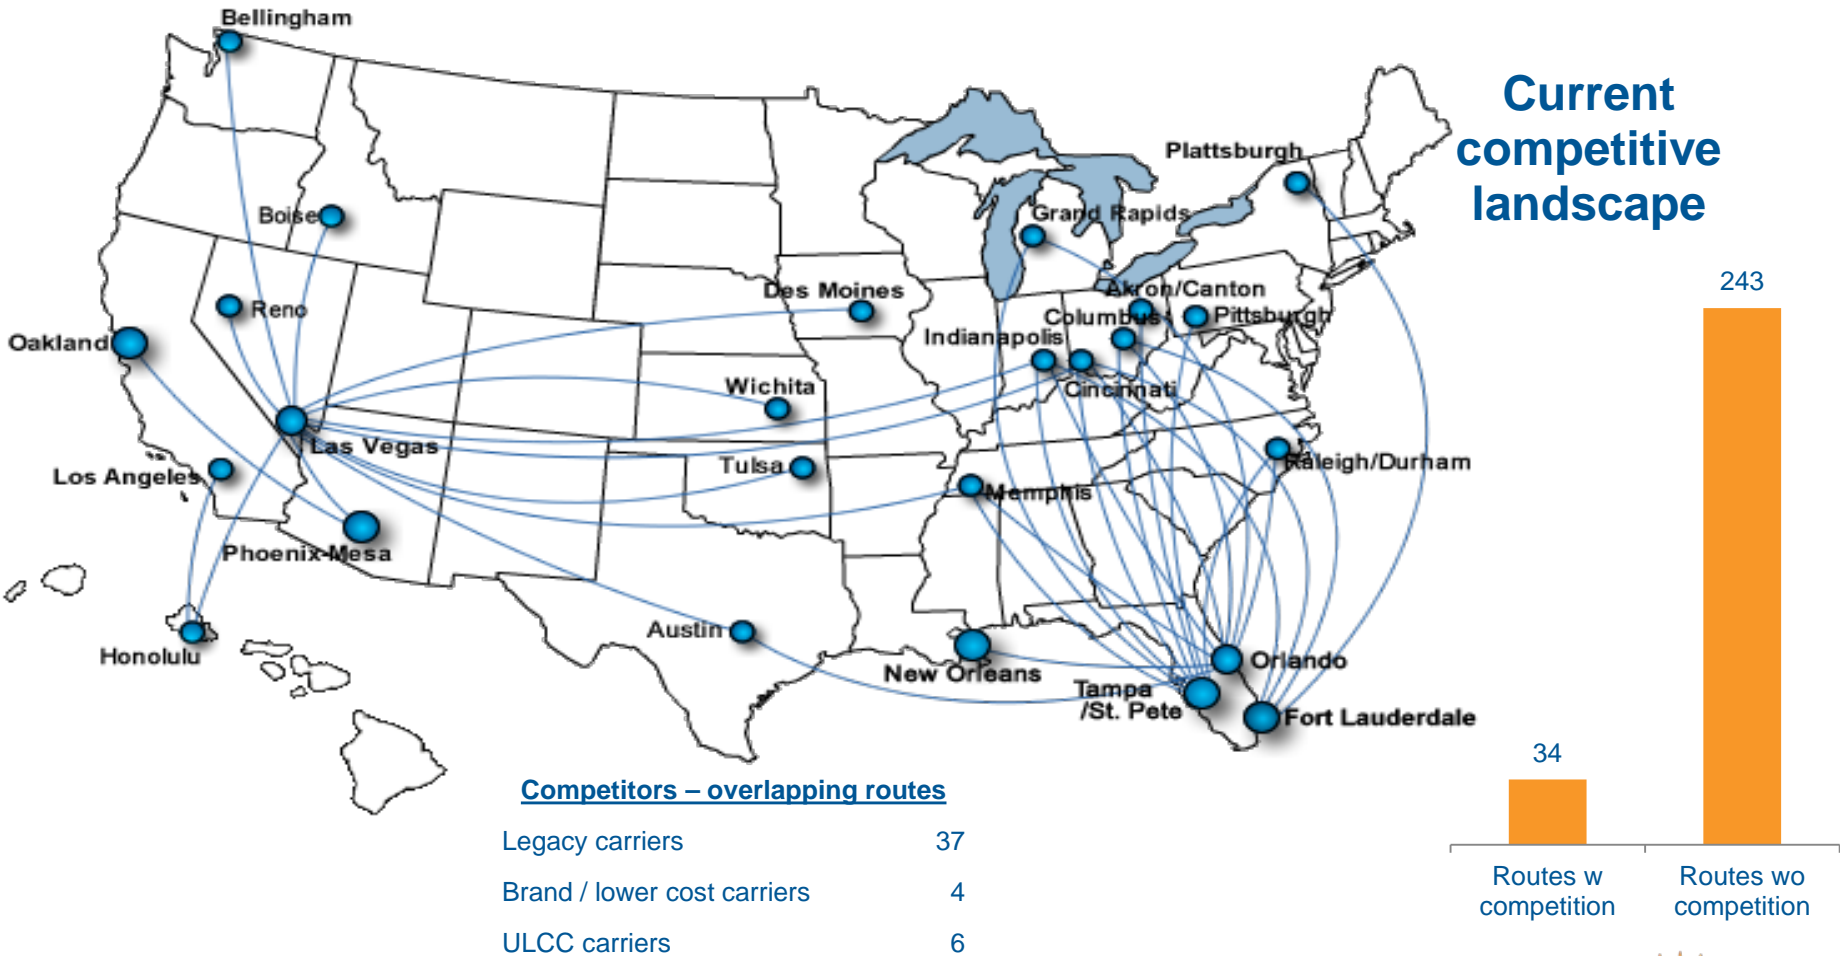 Bellingham
Current
competitive
landscape
Plattsburgh
Boise
Grand Rapids
Reno
Des Moines
Akron/Canton
Columbus
Pittsburgh
Oakland
Indianapolis
Wichita
Cincinnati
Las Vegas
Tulsa
Raleigh/Durham
Los Angeles
Memphis
Phoenix-Mesa
Honolulu
Austin
New Orleans
Orlando
Tampa
/St. Pete
Fort Lauderdale
243
34
Routes w
competition
Routes wo
competition
Competitors – overlapping routes
Legacy carriers 37
Brand / lower cost carriers 4
ULCC carriers 6